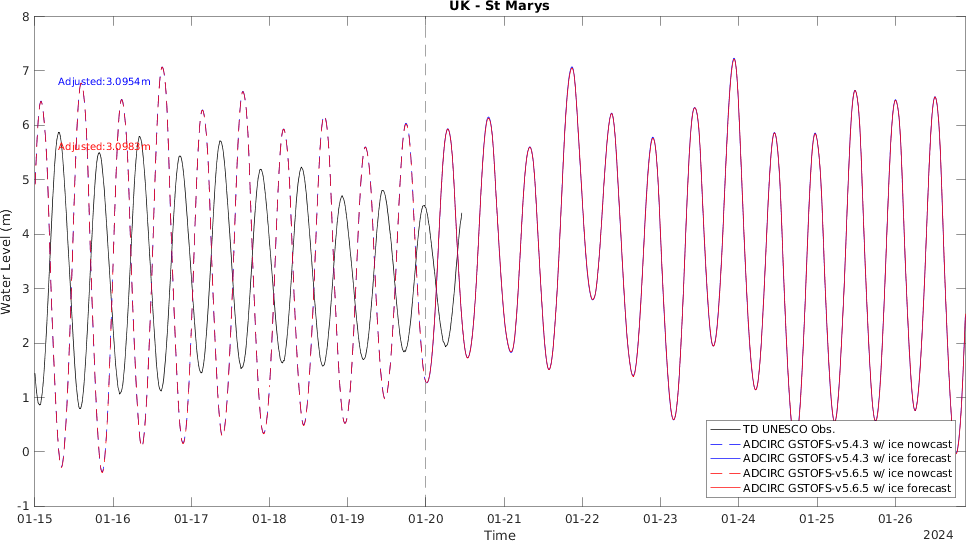 UK - St Marys
8
7
6
5
4
3
2
1
0
-1
Water Level (m)
Adjusted:3.0954m
Adjusted:3.0983m
TD UNESCO Obs.
ADCIRC GSTOFS-v5.4.3 w/ ice nowcast
ADCIRC GSTOFS-v5.4.3 w/ ice forecast
ADCIRC GSTOFS-v5.6.5 w/ ice nowcast
ADCIRC GSTOFS-v5.6.5 w/ ice forecast
01-15 01-16 01-17 01-18 01-19 01-20 01-21 01-22 01-23 01-24 01-25 01-26
Time
2024